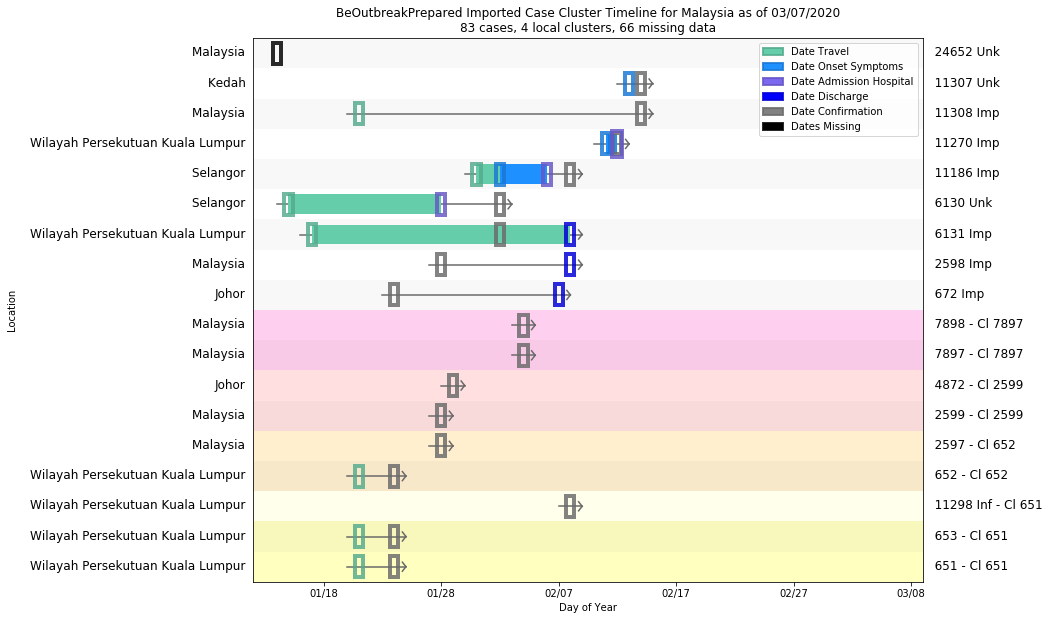 BeOutbreakPrepared Imported Case Cluster Timeline for Malaysia as of 03/07/2020
83 cases, 4 local clusters, 66 missing data
Date Travel
Date Onset Symptoms
Date Admission Hospital
Date Discharge
Date Confirmation
Dates Missing
Location
Malaysia 24652 Unk
Kedah 11307 Unk
Malaysia 11308 Imp
Wilayah Persekutuan Kuala Lumpur 11270 Imp
Selangor 11186 Imp
Selangor 6130 Unk
Wilayah Persekutuan Kuala Lumpur 6131 Imp
Malaysia 2598 Imp
Johor 672 Imp
Malaysia 7898 - Cl 7897
Malaysia 7897 - Cl 7897
Johor 4872 - Cl 2599
Malaysia 2599 - Cl 2599
Malaysia 2597 - Cl 652
Wilayah Persekutuan Kuala Lumpur 652 - Cl 652
Wilayah Persekutuan Kuala Lumpur 11298 Inf - Cl 651
Wilayah Persekutuan Kuala Lumpur 653 - Cl 651
Wilayah Persekutuan Kuala Lumpur 651 - Cl 651
01/18 01/28 02/07 02/17 02/27 03/08
Day of Year